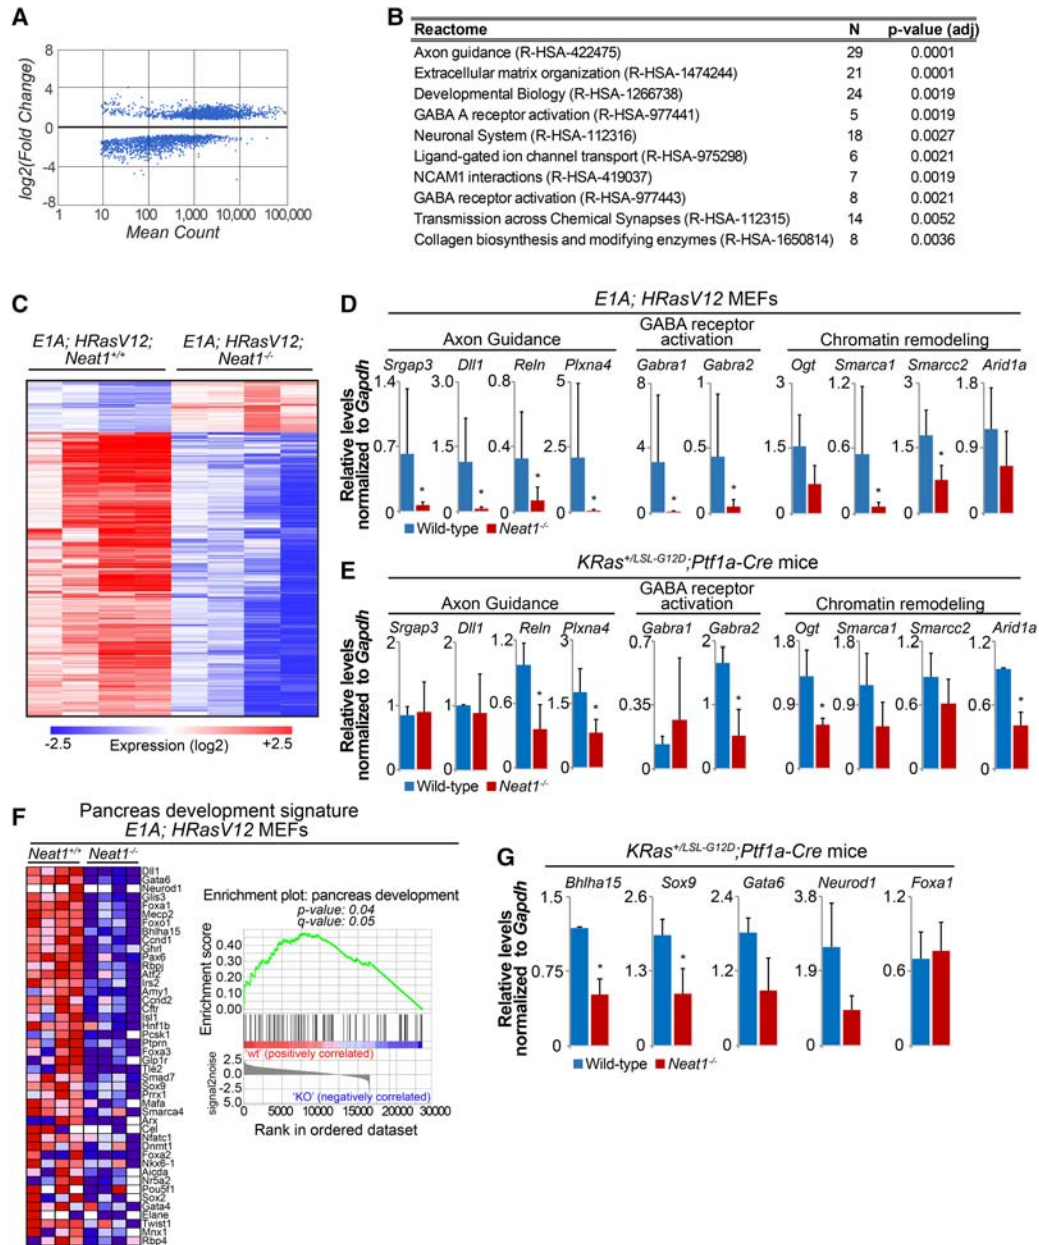 A
8
4
0
-4
-8
1
10
100
1,000
10,000
100,000
log2(Fold Change)
Mean Count
B
Reactome N p-value (adj)
Axon guidance (R-HSA-422475) 29 0.0001
Extracellular matrix organization (R-HSA-1474244) 21 0.0001
Developmental Biology (R-HSA-1266738) 24 0.0019
GABA A receptor activation (R-HSA-977441) 5 0.0019
Neuronal System (R-HSA-112316) 18 0.0027
Ligand-gated ion channel transport (R-HSA-975298) 6 0.0021
NCAM1 interactions (R-HSA-419037) 7 0.0019
GABA receptor activation (R-HSA-977443) 8 0.0021
Transmission across Chemical Synapses (R-HSA-112315) 14 0.0052
Collagen biosynthesis and modifying enzymes (R-HSA-1650814) 8 0.0036
C
E1A; HRasV12;
Neat1+/+
E1A; HRasV12;
Neat1-/-
-2.5 Expression (log2) +2.5
D
E1A; HRasV12 MEFs
Axon Guidance
GABA receptor
activation
Chromatin remodeling
Srgap3 Dll1 Reln Plxna4 Gabra1 Gabra2 Ogt Smarca1 Smarcc2 Arid1a
1.4 3.0 0.8 5 8 1 3 1.2 3 1.8
0.7 1.5 0.4 2.5 4 0.5 1.5 0.6 1.5 0.9
0 0 0 0 0 0 0 0 0 0
* * * * * * * *
Relative levels
normalized to Gapdh
Wild-type Neat1-/-
E
KRas+/LSL-G12D;Ptf1a-Cre mice
Axon Guidance
GABA receptor
activation
Chromatin remodeling
Srgap3 Dll1 Reln Plxna4 Gabra1 Gabra2 Ogt Smarca1 Smarcc2 Arid1a
2 2 1.2 3 0.7 2 1.8 1.8 1.2 1.2
1 1 0.6 1.5 0.35 1 0.9 0.9 0.6 0.6
0 0 0 0 0 0 0 0 0 0
* * * * *
Relative levels
normalized to Gapdh
Wild-type Neat1-/-
F
Pancreas development signature
E1A; HRasV12 MEFs
Neat1+/+ Neat1-/-
Dll1
Gata6
Neurod1
Glis3
Foxa1
Mecp2
Foxo1
Bhlha15
Ccnd1
Ghrl
Pax6
Rbpj
Atf2
Irs2
Amy1
Ccnd2
Cftr
Isl1
Hnf1b
Pcsk1
Ptprn
Foxa3
Glp1r
Tle2
Smad7
Sox9
Prrx1
Mafa
Smarca4
Arx
Cel
Nfatc1
Dnmt1
Foxa2
Nkx6-1
Aicda
Nr5a2
Pou5f1
Sox2
Gata4
Elane
Twist1
Mnx1
Rbp4
Enrichment plot: pancreas development
p-value: 0.04
q-value: 0.05
Enrichment score
0.40
0.30
0.20
0.10
0.00
'wt' (positively correlated)
signal2noise
2.5
0.0
-2.5
5.0
'KO' (negatively correlated)
0 5000 10000 15000 20000 25000 30000
Rank in ordered dataset
G
KRas+/LSL-G12D;Ptf1a-Cre mice
Bhlha15 Sox9 Gata6 Neurod1 Foxa1
1.5 2.6 2.4 3.8 1.2
0.75 1.3 1.2 1.9 0.6
0 0 0 0 0
* *
Relative levels
normalized to Gapdh
Wild-type Neat1-/-